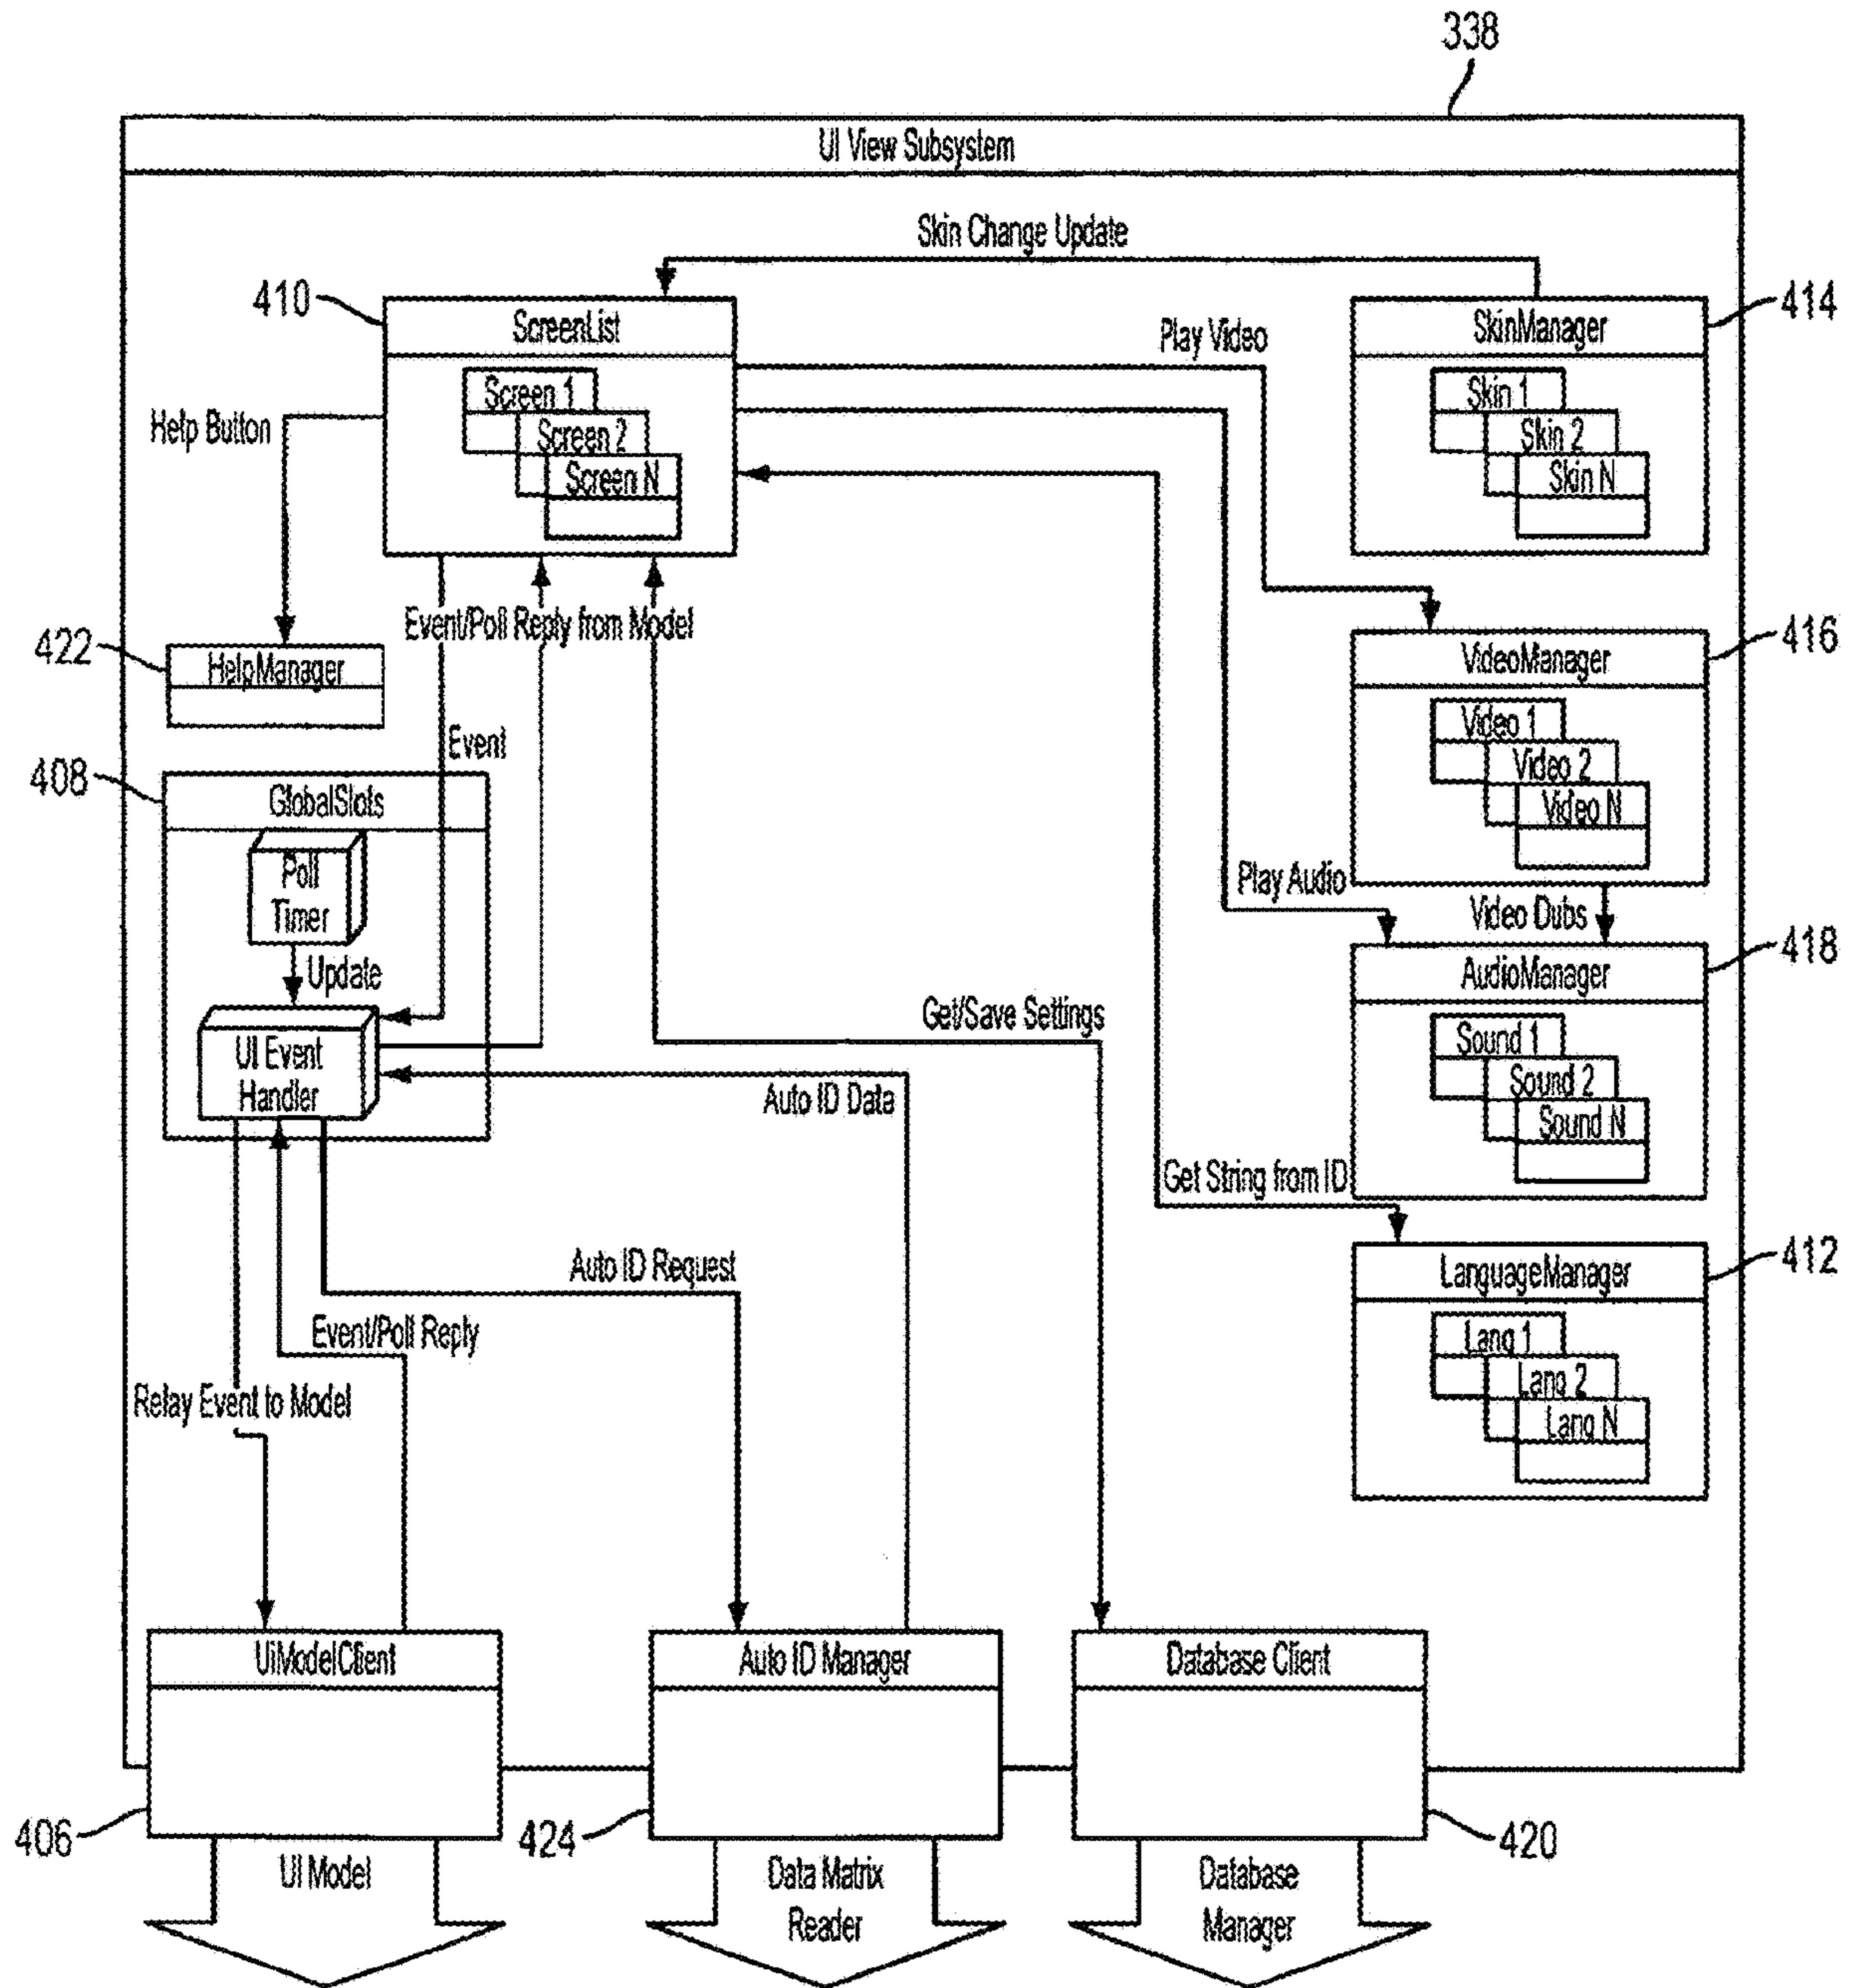 338
UI View Subsystem
Skin Change Update
410
ScreenList
Screen 1
Screen 2
Screen N
Play Video
SkinManager
414
Skin 1
Skin 2
Skin N
Help Button
Event/Poll Reply from Model
422
HelpManager
VideoManager
416
Video 1
Video 2
Video N
Event
408
GlobalSlots
Poll
Timer
Update
UI Event
Handler
Play Audio
Video Dubs
AudioManager
418
Sound 1
Sound 2
Sound N
Get/Save Settings
Auto ID Data
Get String from ID
LanguageManager
412
Lang 1
Lang 2
Lang N
Auto ID Request
Event/Poll Reply
Relay Event to Model
UiModelClient
Auto ID Manager
Database Client
406
424
420
UI Model
Data Matrix
Reader
Database
Manager